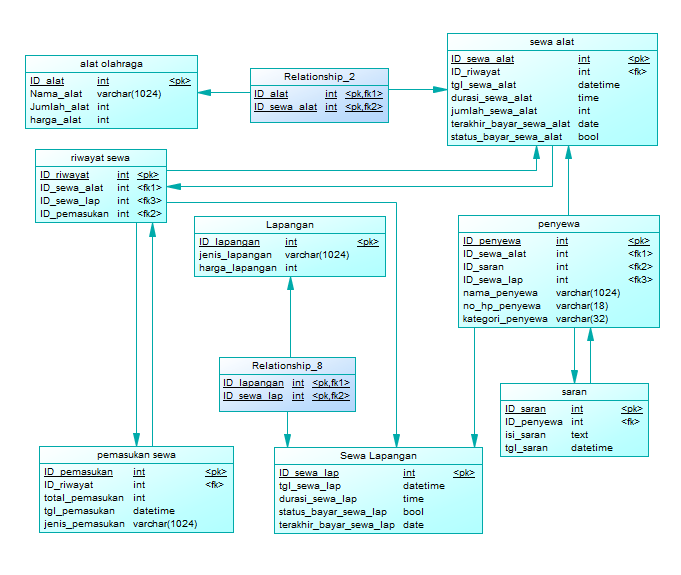 sewa alat
ID_sewa_alat int <pk>
ID_riwayat int <fk>
tgl_sewa_alat datetime
durasi_sewa_alat time
jumlah_sewa_alat int
terakhir_bayar_sewa_alat date
status_bayar_sewa_alat bool
alat olahraga
ID_alat int <pk>
Nama_alat varchar(1024)
Jumlah_alat int
harga_alat int
Relationship_2
ID_alat int <pk,fk1>
ID_sewa_alat int <pk,fk2>
riwayat sewa
ID_riwayat int <pk>
ID_sewa_alat int <fk1>
ID_sewa_lap int <fk3>
ID_pemasukan int <fk2>
Lapangan
ID_lapangan int <pk>
jenis_lapangan varchar(1024)
harga_lapangan int
penyewa
ID_penyewa int <pk>
ID_sewa_alat int <fk1>
ID_saran int <fk2>
ID_sewa_lap int <fk3>
nama_penyewa varchar(1024)
no_hp_penyewa varchar(18)
kategori_penyewa varchar(32)
Relationship_8
ID_lapangan int <pk,fk1>
ID_sewa_lap int <pk,fk2>
saran
ID_saran int <pk>
ID_penyewa int <fk>
isi_saran text
tgl_saran datetime
pemasukan sewa
ID_pemasukan int <pk>
ID_riwayat int <fk>
total_pemasukan int
tgl_pemasukan datetime
jenis_pemasukan varchar(1024)
Sewa Lapangan
ID_sewa_lap int <pk>
tgl_sewa_lap datetime
durasi_sewa_lap time
status_bayar_sewa_lap bool
terakhir_bayar_sewa_lap date